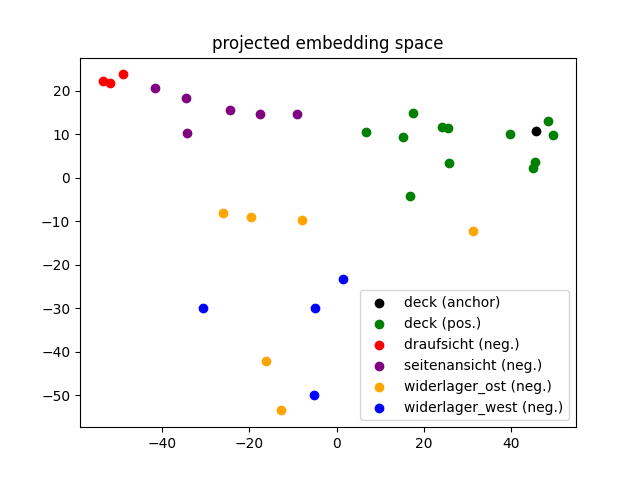 projected embedding space
20
10
0
−10
−20
−30
−40
−50
−40
−20
0
20
40
deck (anchor)
deck (pos.)
draufsicht (neg.)
seitenansicht (neg.)
widerlager_ost (neg.)
widerlager_west (neg.)